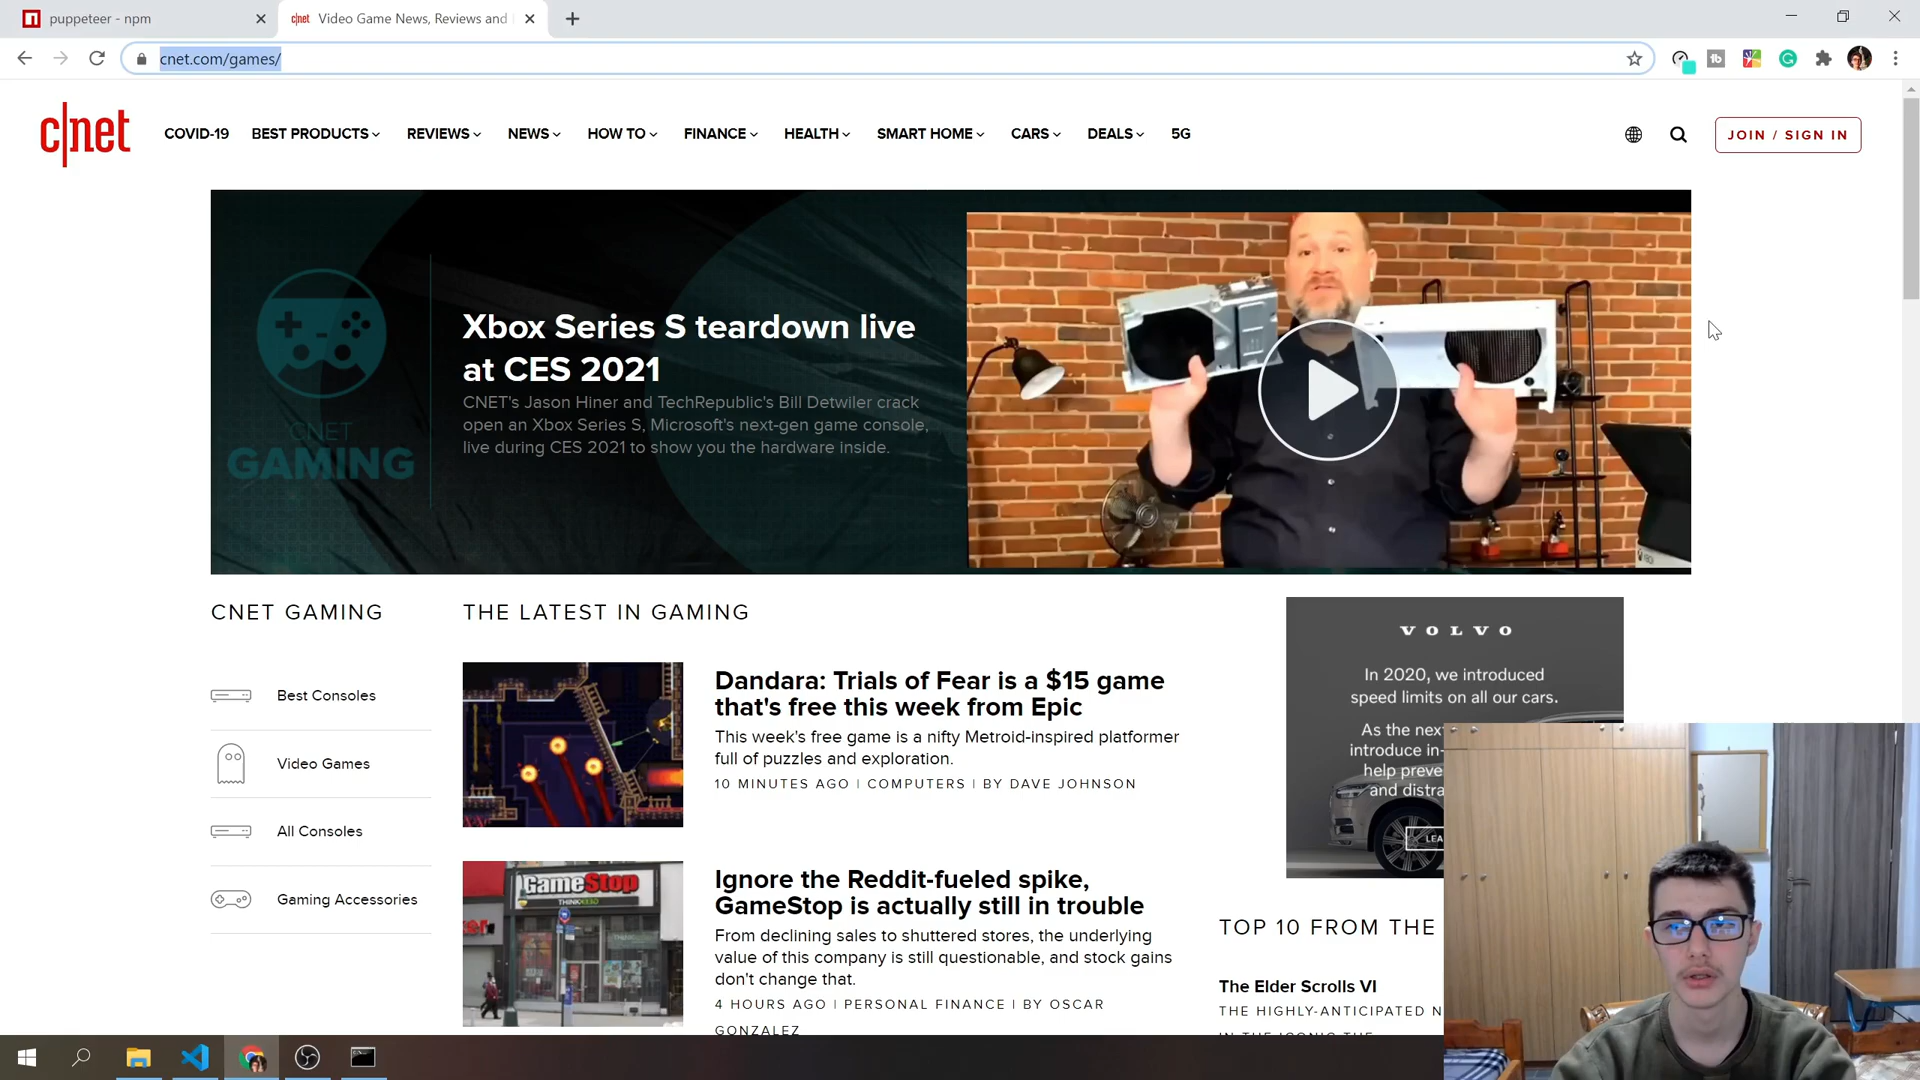 puppeteer - npm
c|net Video Game News, Reviews and
cnet.com/games/
c|net
COVID-19 BEST PRODUCTS REVIEWS NEWS HOW TO FINANCE HEALTH SMART HOME CARS DEALS 5G
JOIN / SIGN IN
CNET
GAMING
Xbox Series S teardown live
at CES 2021
CNET's Jason Hiner and TechRepublic's Bill Detwiler crack
open an Xbox Series S, Microsoft's next-gen game console,
live during CES 2021 to show you the hardware inside.
CNET GAMING
Best Consoles
Video Games
All Consoles
Gaming Accessories
THE LATEST IN GAMING
Dandara: Trials of Fear is a $15 game
that's free this week from Epic
This week's free game is a nifty Metroid-inspired platformer
full of puzzles and exploration.
10 MINUTES AGO | COMPUTERS | BY DAVE JOHNSON
GameStop
Ignore the Reddit-fueled spike,
GameStop is actually still in trouble
From declining sales to shuttered stores, the underlying
value of this company is still questionable, and stock gains
don't change that.
4 HOURS AGO | PERSONAL FINANCE | BY OSCAR
GONZALEZ
VOLVO
In 2020, we introduced
speed limits on all our cars.
As the nex
introduce in-
help preve
and distra
LEA
TOP 10 FROM THE
The Elder Scrolls VI
THE HIGHLY-ANTICIPATED N
IN THE ICONIC THE